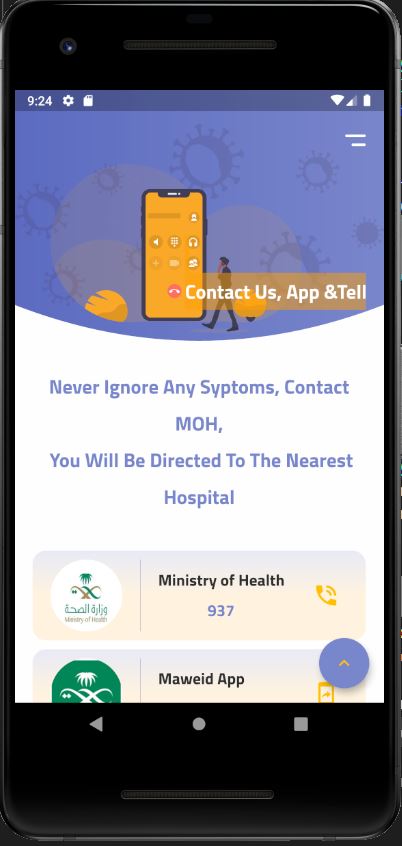 9:24
Contact Us, App &Tell
Never Ignore Any Syptoms, Contact
MOH,
You Will Be Directed To The Nearest
Hospital
وزارة الصحة
Ministry of Health
Ministry of Health
937
Maweid App